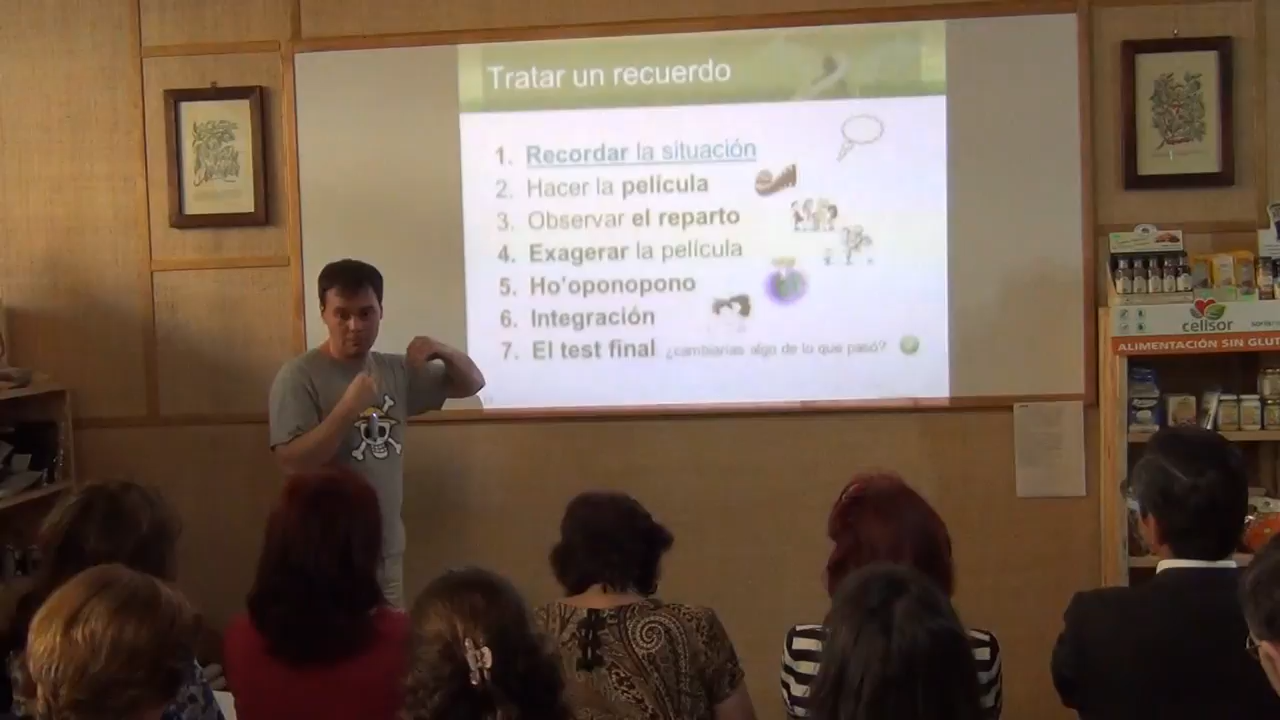 Tratar un recuerdo
1. Recordar la situación
2. Hacer la película
3. Observar el reparto
4. Exagerar la película
5. Ho'oponopono
6. Integración
7. El test final ¿cambiarías algo de lo que pasó?
celisor
ALIMENTACIÓN SIN GLUT